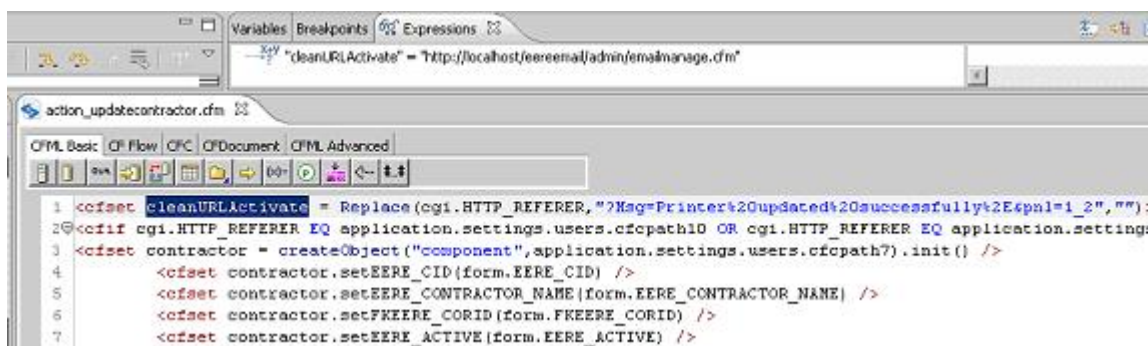 Variables Breakpoints Expressions
"cleanURLActivate" = "http://localhost/eereemail/admin/emailmanage.cfm"
action_updatecontractor.cfm
CFML Basic CF Flow CFC CFDocument CFML Advanced
1 <cfset cleanURLActivate = Replace(cgi.HTTP_REFERER,"?Msg=Printer%20updated%20successfully%2E&pnl=1_2","")>
2 <cfif cgi.HTTP_REFERER EQ application.settings.users.cfcpath10 OR cgi.HTTP_REFERER EQ application.settings
3 <cfset contractor = createObject("component",application.settings.users.cfcpath7).init() />
4 <cfset contractor.setEERE_CID(form.EERE_CID) />
5 <cfset contractor.setEERE_CONTRACTOR_NAME(form.EERE_CONTRACTOR_NAME) />
6 <cfset contractor.setFKEERE_CORID(form.FKEERE_CORID) />
7 <cfset contractor.setEERE_ACTIVE(form.EERE_ACTIVE) />